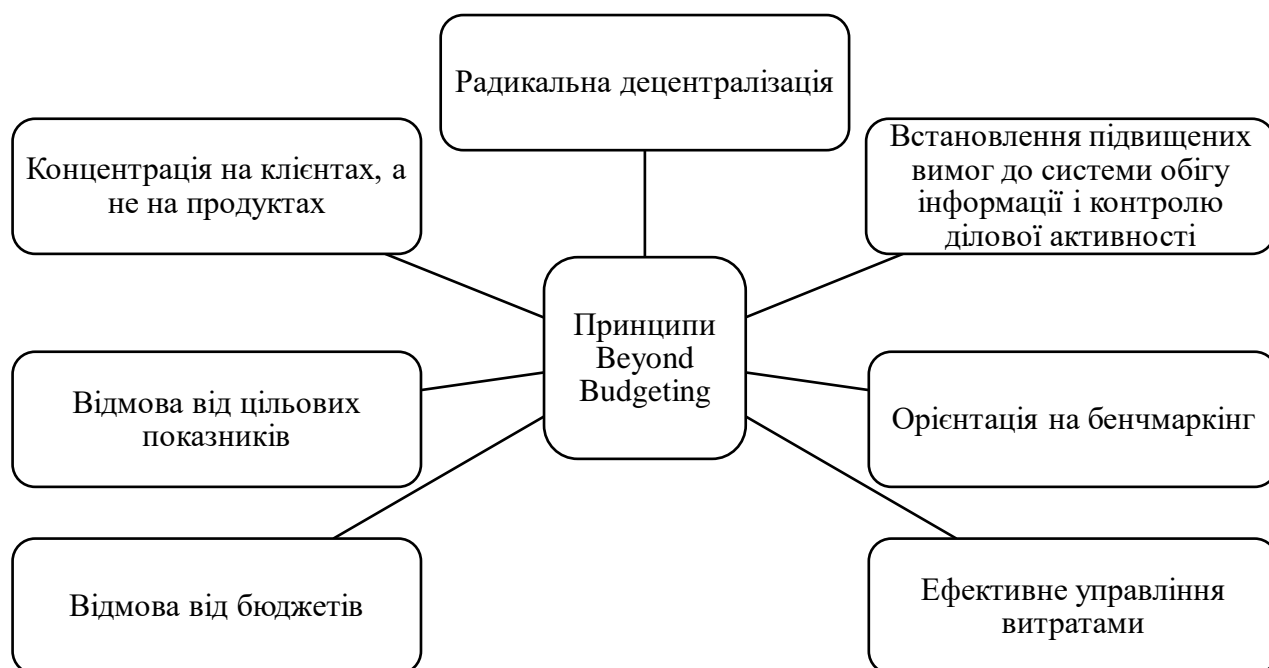 Радикальна децентралізація
Концентрація на клієнтах, а
не на продуктах
Встановлення підвищених
вимог до системи обігу
інформації і контролю
ділової активності
Принципи
Beyond
Budgeting
Відмова від цільових
показників
Орієнтація на бенчмаркінг
Відмова від бюджетів
Ефективне управління
витратами